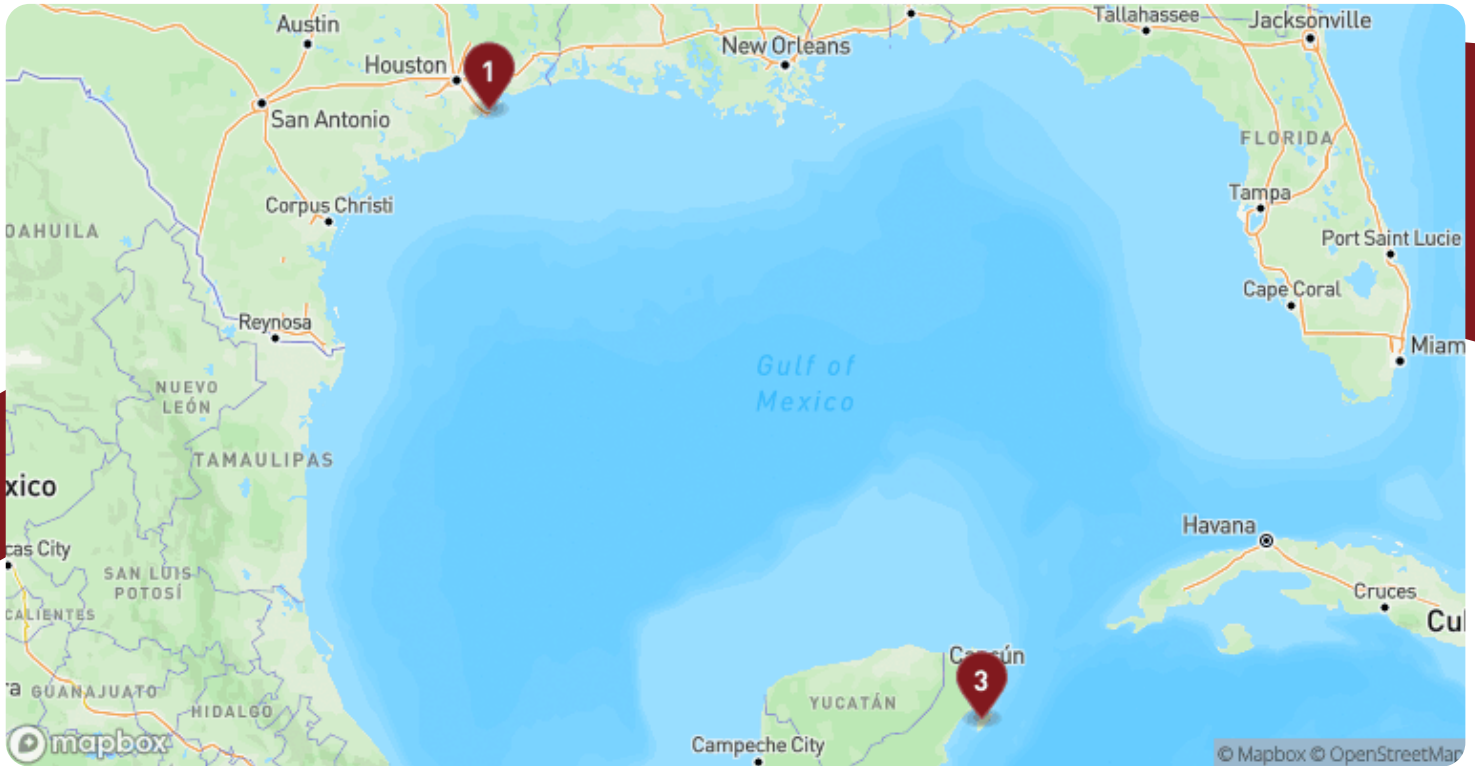 Austin
Tallahassee
Jacksonville
New Orleans
Houston
1
San Antonio
FLORIDA
Tampa
Corpus Christi
OAHUILA
Port Saint Lucie
Cape Coral
Reynosa
Miam
Gulf of
Mexico
NUEVO
LEÓN
TAMAULIPAS
xico
Havana
cas City
SAN LUIS
POTOSÍ
Cruces
CALIENTES
Cu
Cancún
3
ra
GUANAJUATO
YUCATÁN
HIDALGO
Campeche City
mapbox
© Mapbox © OpenStreetMap